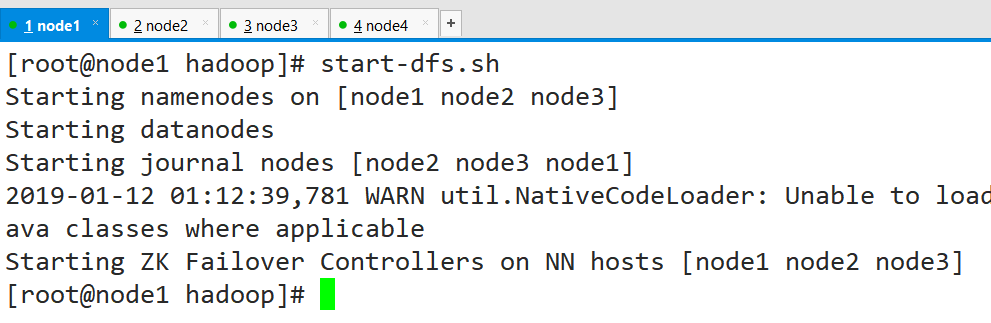 1 node1 × 2 node2 × 3 node3 × 4 node4 × +
[root@node1 hadoop]# start-dfs.sh
Starting namenodes on [node1 node2 node3]
Starting datanodes
Starting journal nodes [node2 node3 node1]
2019-01-12 01:12:39,781 WARN util.NativeCodeLoader: Unable to load
ava classes where applicable
Starting ZK Failover Controllers on NN hosts [node1 node2 node3]
[root@node1 hadoop]#